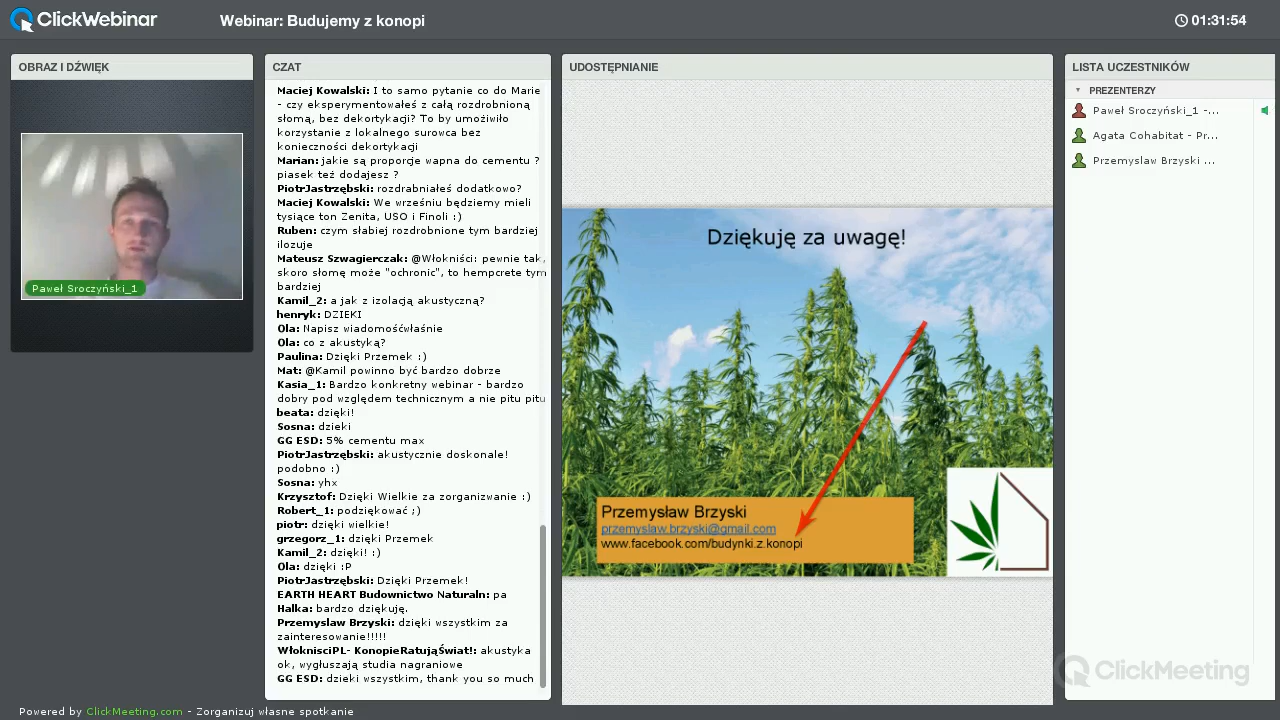 ClickWebinar
Webinar: Budujemy z konopi
01:31:54
OBRAZ I DŹWIĘK
Paweł Sroczyński_1
CZAT
Maciej Kowalski: I to samo pytanie co do Marie
- czy eksperymentowałeś z całą rozdrobnioną
słomą, bez dekotykacji? To by umożiwiło
korzystanie z lokalnego surowca bez
konieczności dekortykacji
Marian: jakie są proporcje wapna do cementu ?
piasek też dodajesz ?
PiotrJastrzębski: rozdrabniałeś dodatkowo?
Maciej Kowalski: We wrześniu będziemy mieli
tysiące ton Zenita, USO i Finoli :)
Ruben: czym słabiej rozdrobnione tym bardziej
ilozuje
Mateusz Szwagierczak: @Włokniści: pewnie tak,
skoro słomę może "ochronic", to hempcrete tym
bardziej
Kamil_2: a jak z izolacją akustyczną?
henryk: DZIEKI
Ola: Napisz wiadomośćwłaśnie
Ola: co z akustyką?
Paulina: Dzięki Przemek :)
Mat: @Kamil powinno być bardzo dobrze
Kasia_1: Bardzo konkretny webinar - bardzo
dobry pod względem technicznym a nie pitu pitu
beata: dzięki!
Sosna: dzieki
GG ESD: 5% cementu max
PiotrJastrzębski: akustycznie doskonale!
podobno :)
Sosna: yhx
Krzysztof: Dzięki Wielkie za zorganizwanie :)
Robert_1: podziękować ;)
piotr: dzięki wielkie!
grzegorz_1: dzięki Przemek
Kamil_2: dzięki! :)
Ola: dzięki :P
PiotrJastrzębski: Dzięki Przemek!
EARTH HEART Budownictwo Naturaln: pa
Halka: bardzo dziękuję.
Przemyslaw Brzyski: dzięki wszystkim za
zainteresowanie!!!!!
WłoknisciPL- KonopieRatująŚwiat!: akustyka
ok, wygłuszają studia nagraniowe
GG ESD: dzieki wszystkim, thank you so much
UDOSTĘPNIANIE
Dziękuję za uwagę!
Przemysław Brzyski
przemyslaw.brzyski@gmail.com
www.facebook.com/budynki.z.konopi
LISTA UCZESTNIKÓW
PREZENTERZY
Paweł Sroczyński_1 -...
Agata Cohabitat - Pr...
Przemyslaw Brzyski ...
ClickMeeting
Powered by ClickMeeting.com - Zorganizuj własne spotkanie